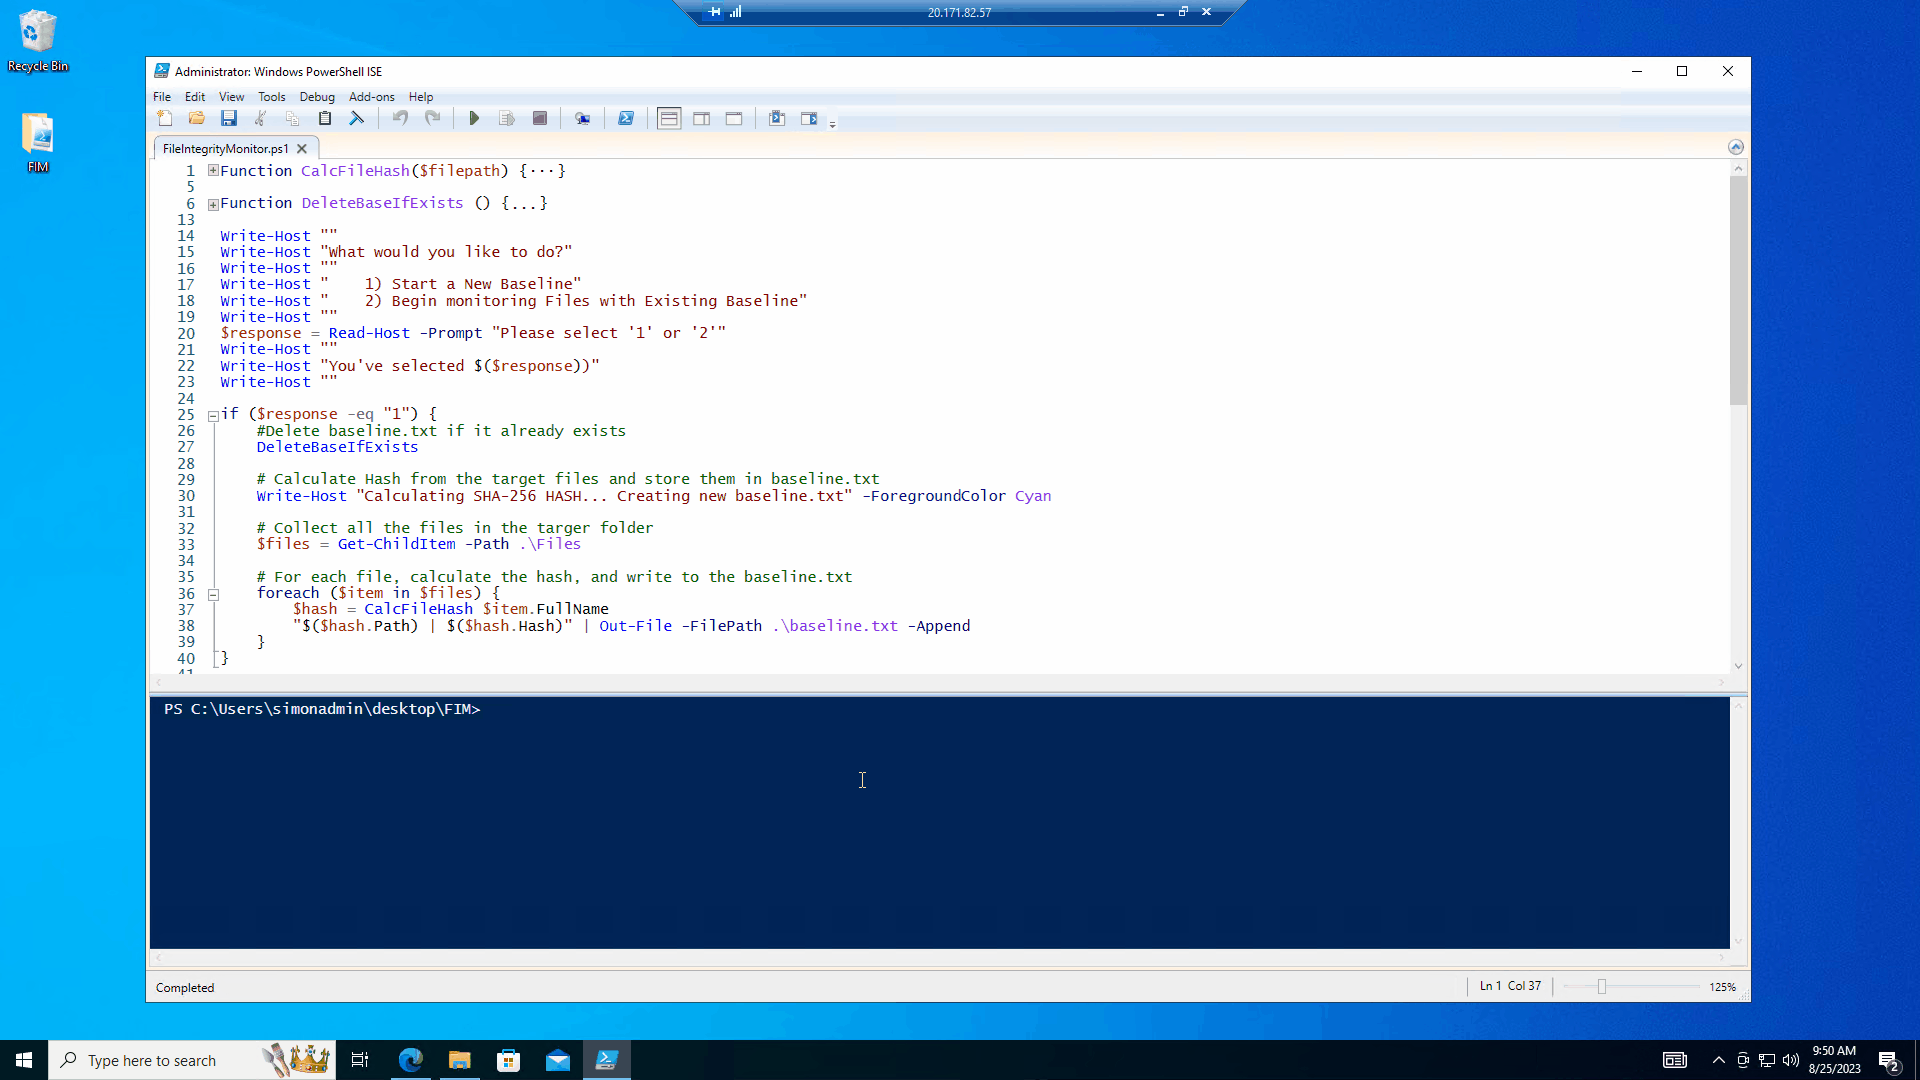 20.171.82.57
Recycle Bin
FIM
Administrator: Windows PowerShell ISE
File Edit View Tools Debug Add-ons Help
FileIntegrityMonitor.ps1
1 Function CalcFileHash($filepath) {...}
5
6 Function DeleteBaseIfExists () {...}
13
14 Write-Host ""
15 Write-Host "What would you like to do?"
16 Write-Host ""
17 Write-Host "    1) Start a New Baseline"
18 Write-Host "    2) Begin monitoring Files with Existing Baseline"
19 Write-Host ""
20 $response = Read-Host -Prompt "Please select '1' or '2'"
21 Write-Host ""
22 Write-Host "You've selected $($response))"
23 Write-Host ""
24
25 if ($response -eq "1") {
26     #Delete baseline.txt if it already exists
27     DeleteBaseIfExists
28
29     # Calculate Hash from the target files and store them in baseline.txt
30     Write-Host "Calculating SHA-256 HASH... Creating new baseline.txt" -ForegroundColor Cyan
31
32     # Collect all the files in the targer folder
33     $files = Get-ChildItem -Path .\Files
34
35     # For each file, calculate the hash, and write to the baseline.txt
36     foreach ($item in $files) {
37         $hash = CalcFileHash $item.FullName
38         "$($hash.Path) | $($hash.Hash)" | Out-File -FilePath .\baseline.txt -Append
39     }
40 }
41
PS C:\Users\simonadmin\desktop\FIM>
Completed
Ln 1 Col 37
125%
Type here to search
9:50 AM
8/25/2023
2